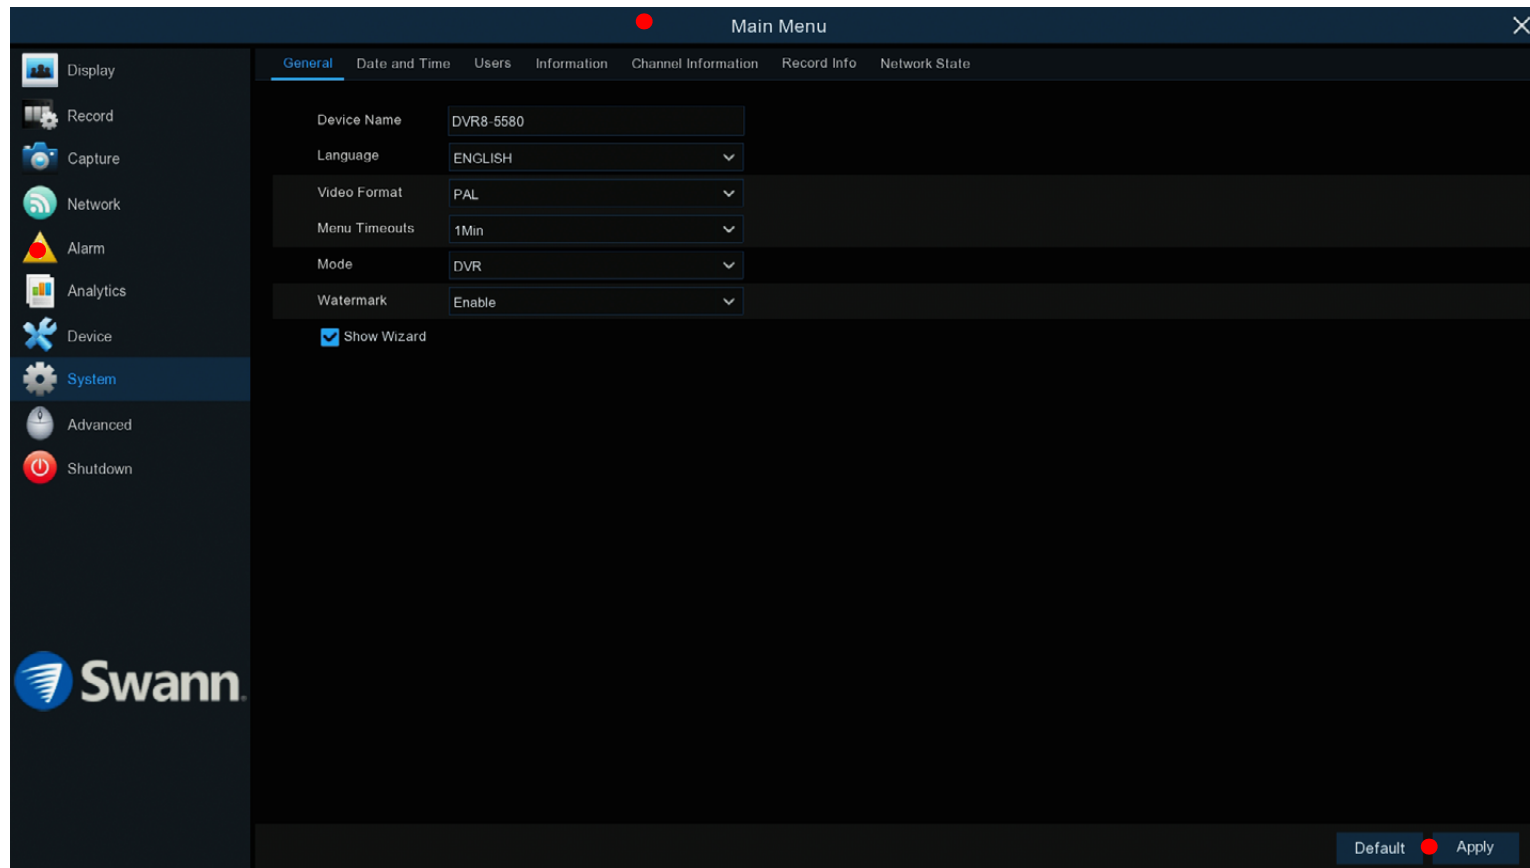 Main Menu
Display
Record
Capture
Network
Alarm
Analytics
Device
System
Advanced
Shutdown
Swann
General Date and Time Users Information Channel Information Record Info Network State
Device Name DVR8-5580
Language ENGLISH
Video Format PAL
Menu Timeouts 1Min
Mode DVR
Watermark Enable
Show Wizard
Default Apply